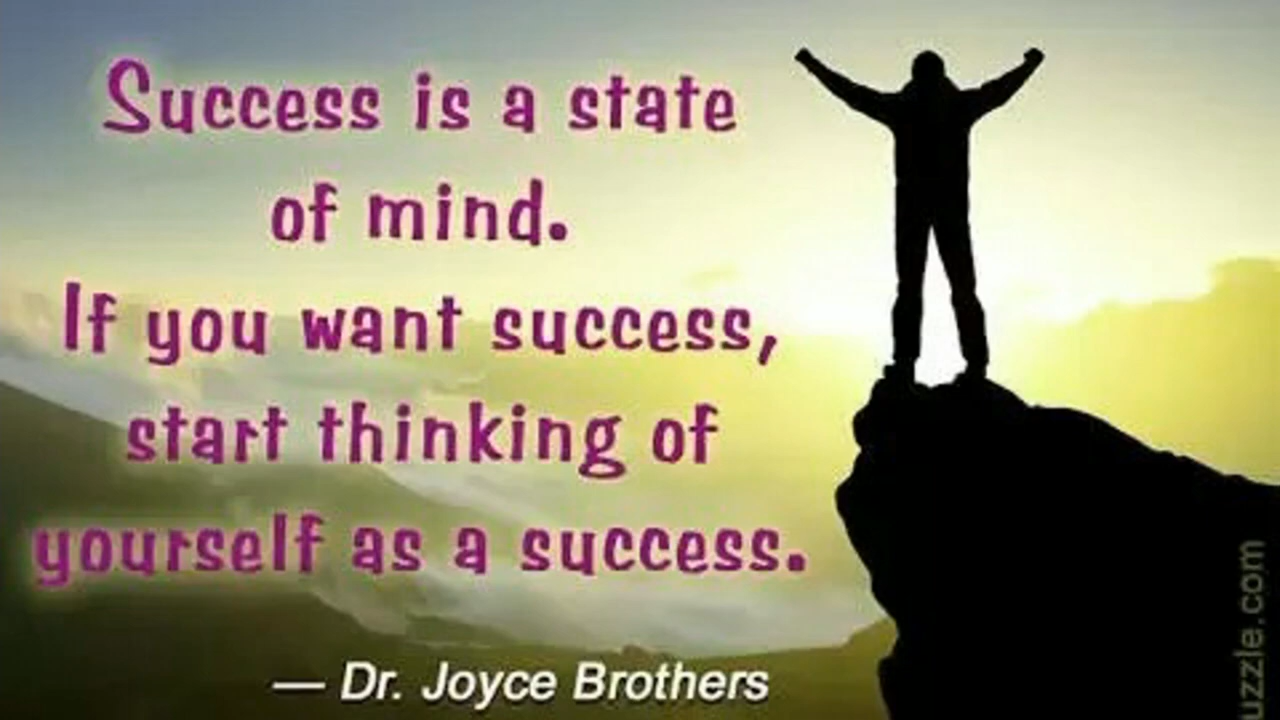 Success is a state
of mind.
If you want success,
start thinking of
yourself as a success.
— Dr. Joyce Brothers
uzzle.com